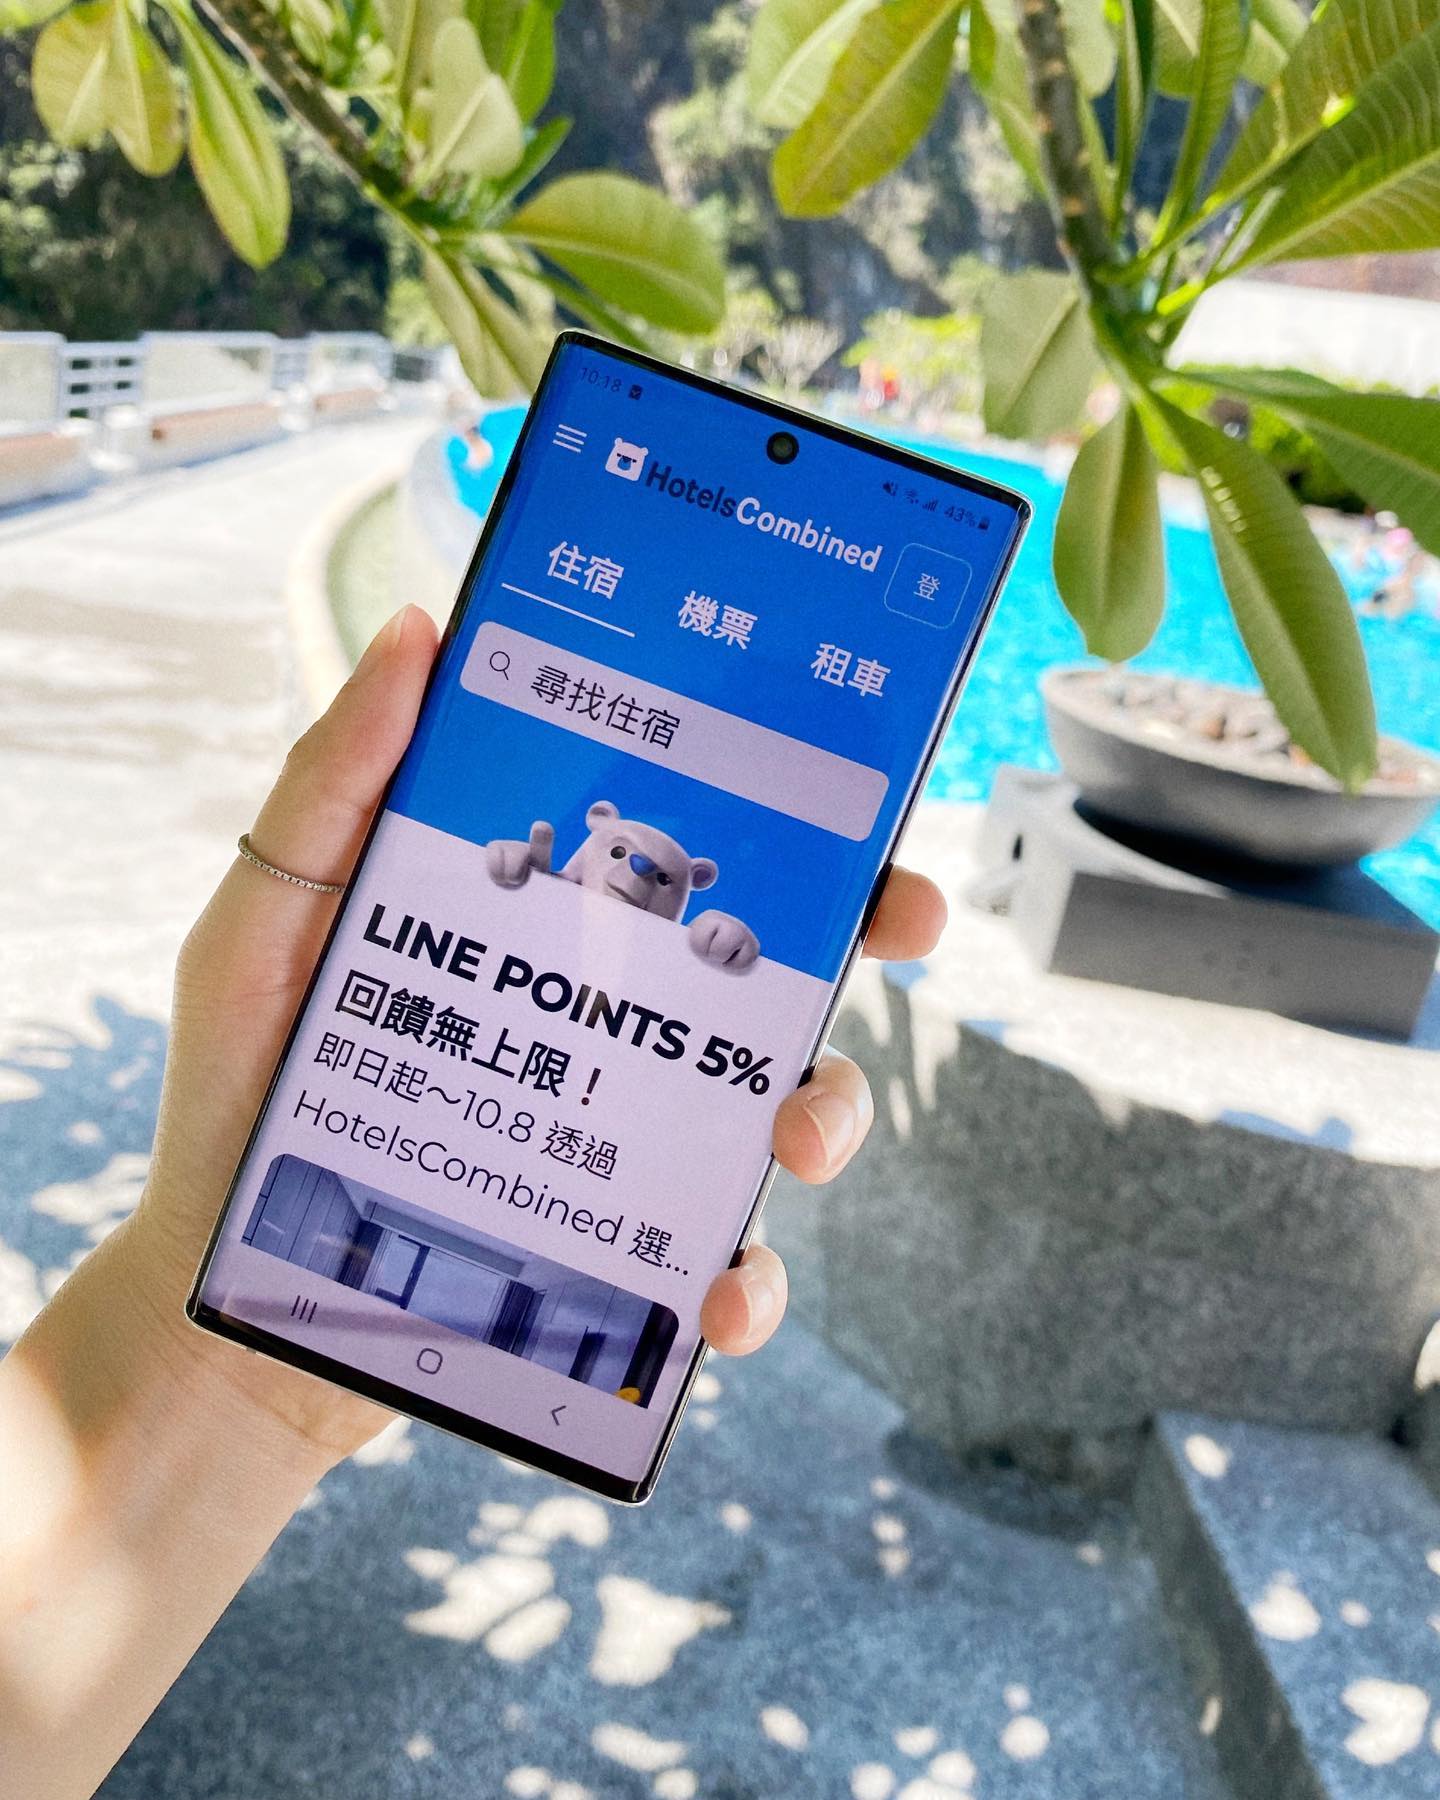 10:18
43%
HotelsCombined
登
住宿 機票 租車
尋找住宿
LINE POINTS 5%
回饋無上限！
即日起～10.8 透過
HotelsCombined 選...